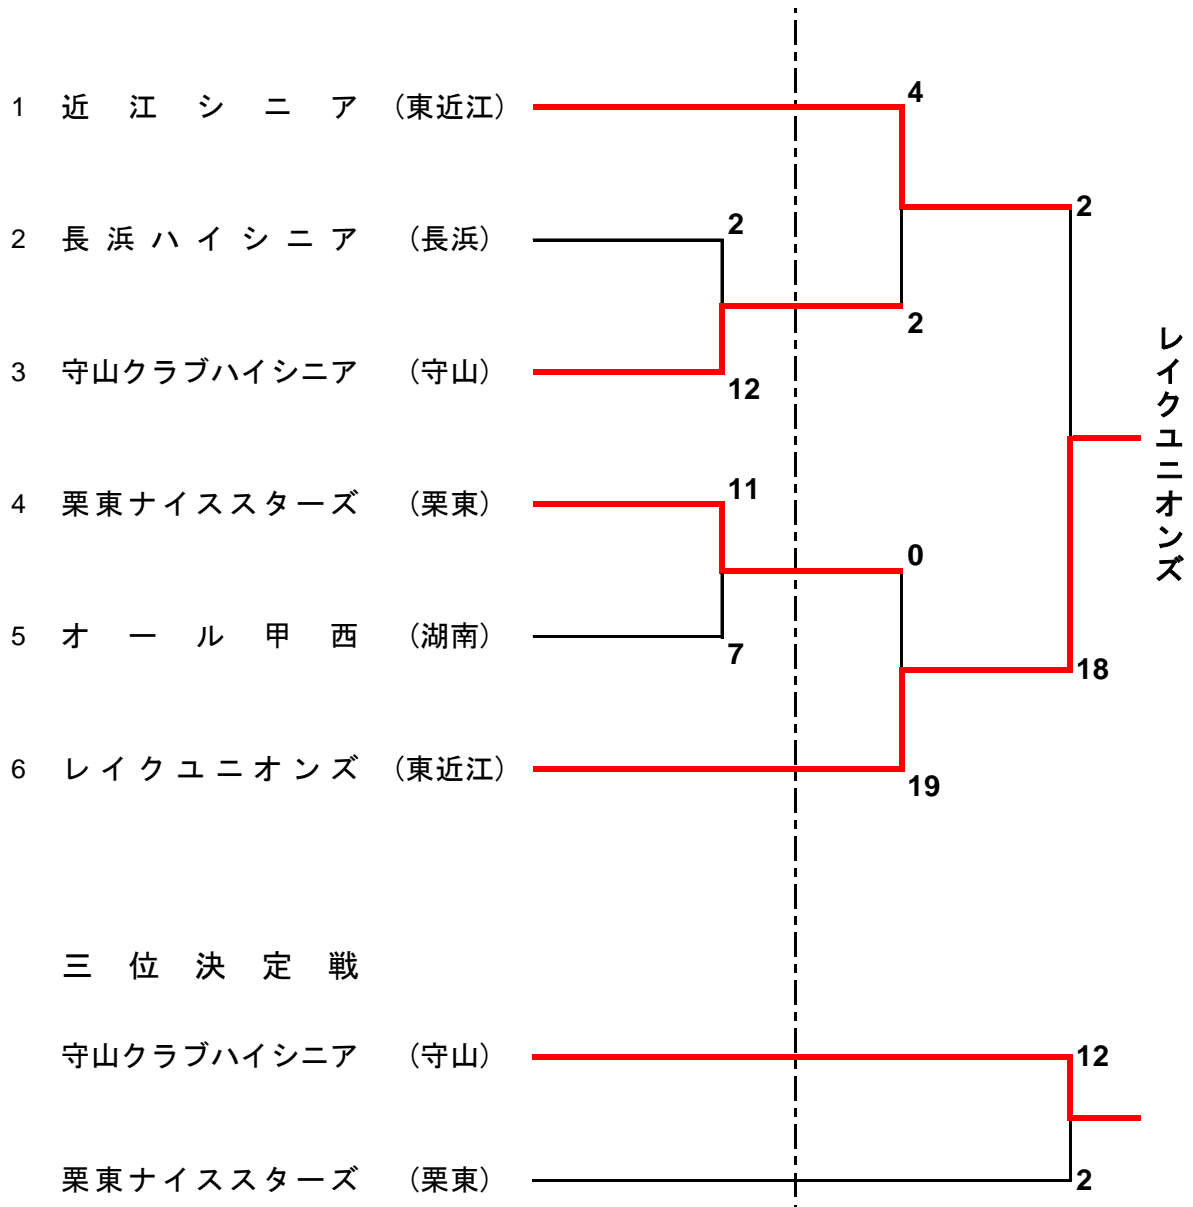 4
1 近江シニア (東近江)
2
2
2 長浜ハイシニア (長浜)
2
3 守山クラブハイシニア (守山)
12
レイクユニオンズ
11
4 栗東ナイススターズ (栗東)
0
5 オール甲西 (湖南)
7
18
6 レイクユニオンズ (東近江)
19
三位決定戦
守山クラブハイシニア (守山) 12
栗東ナイススターズ (栗東) 2